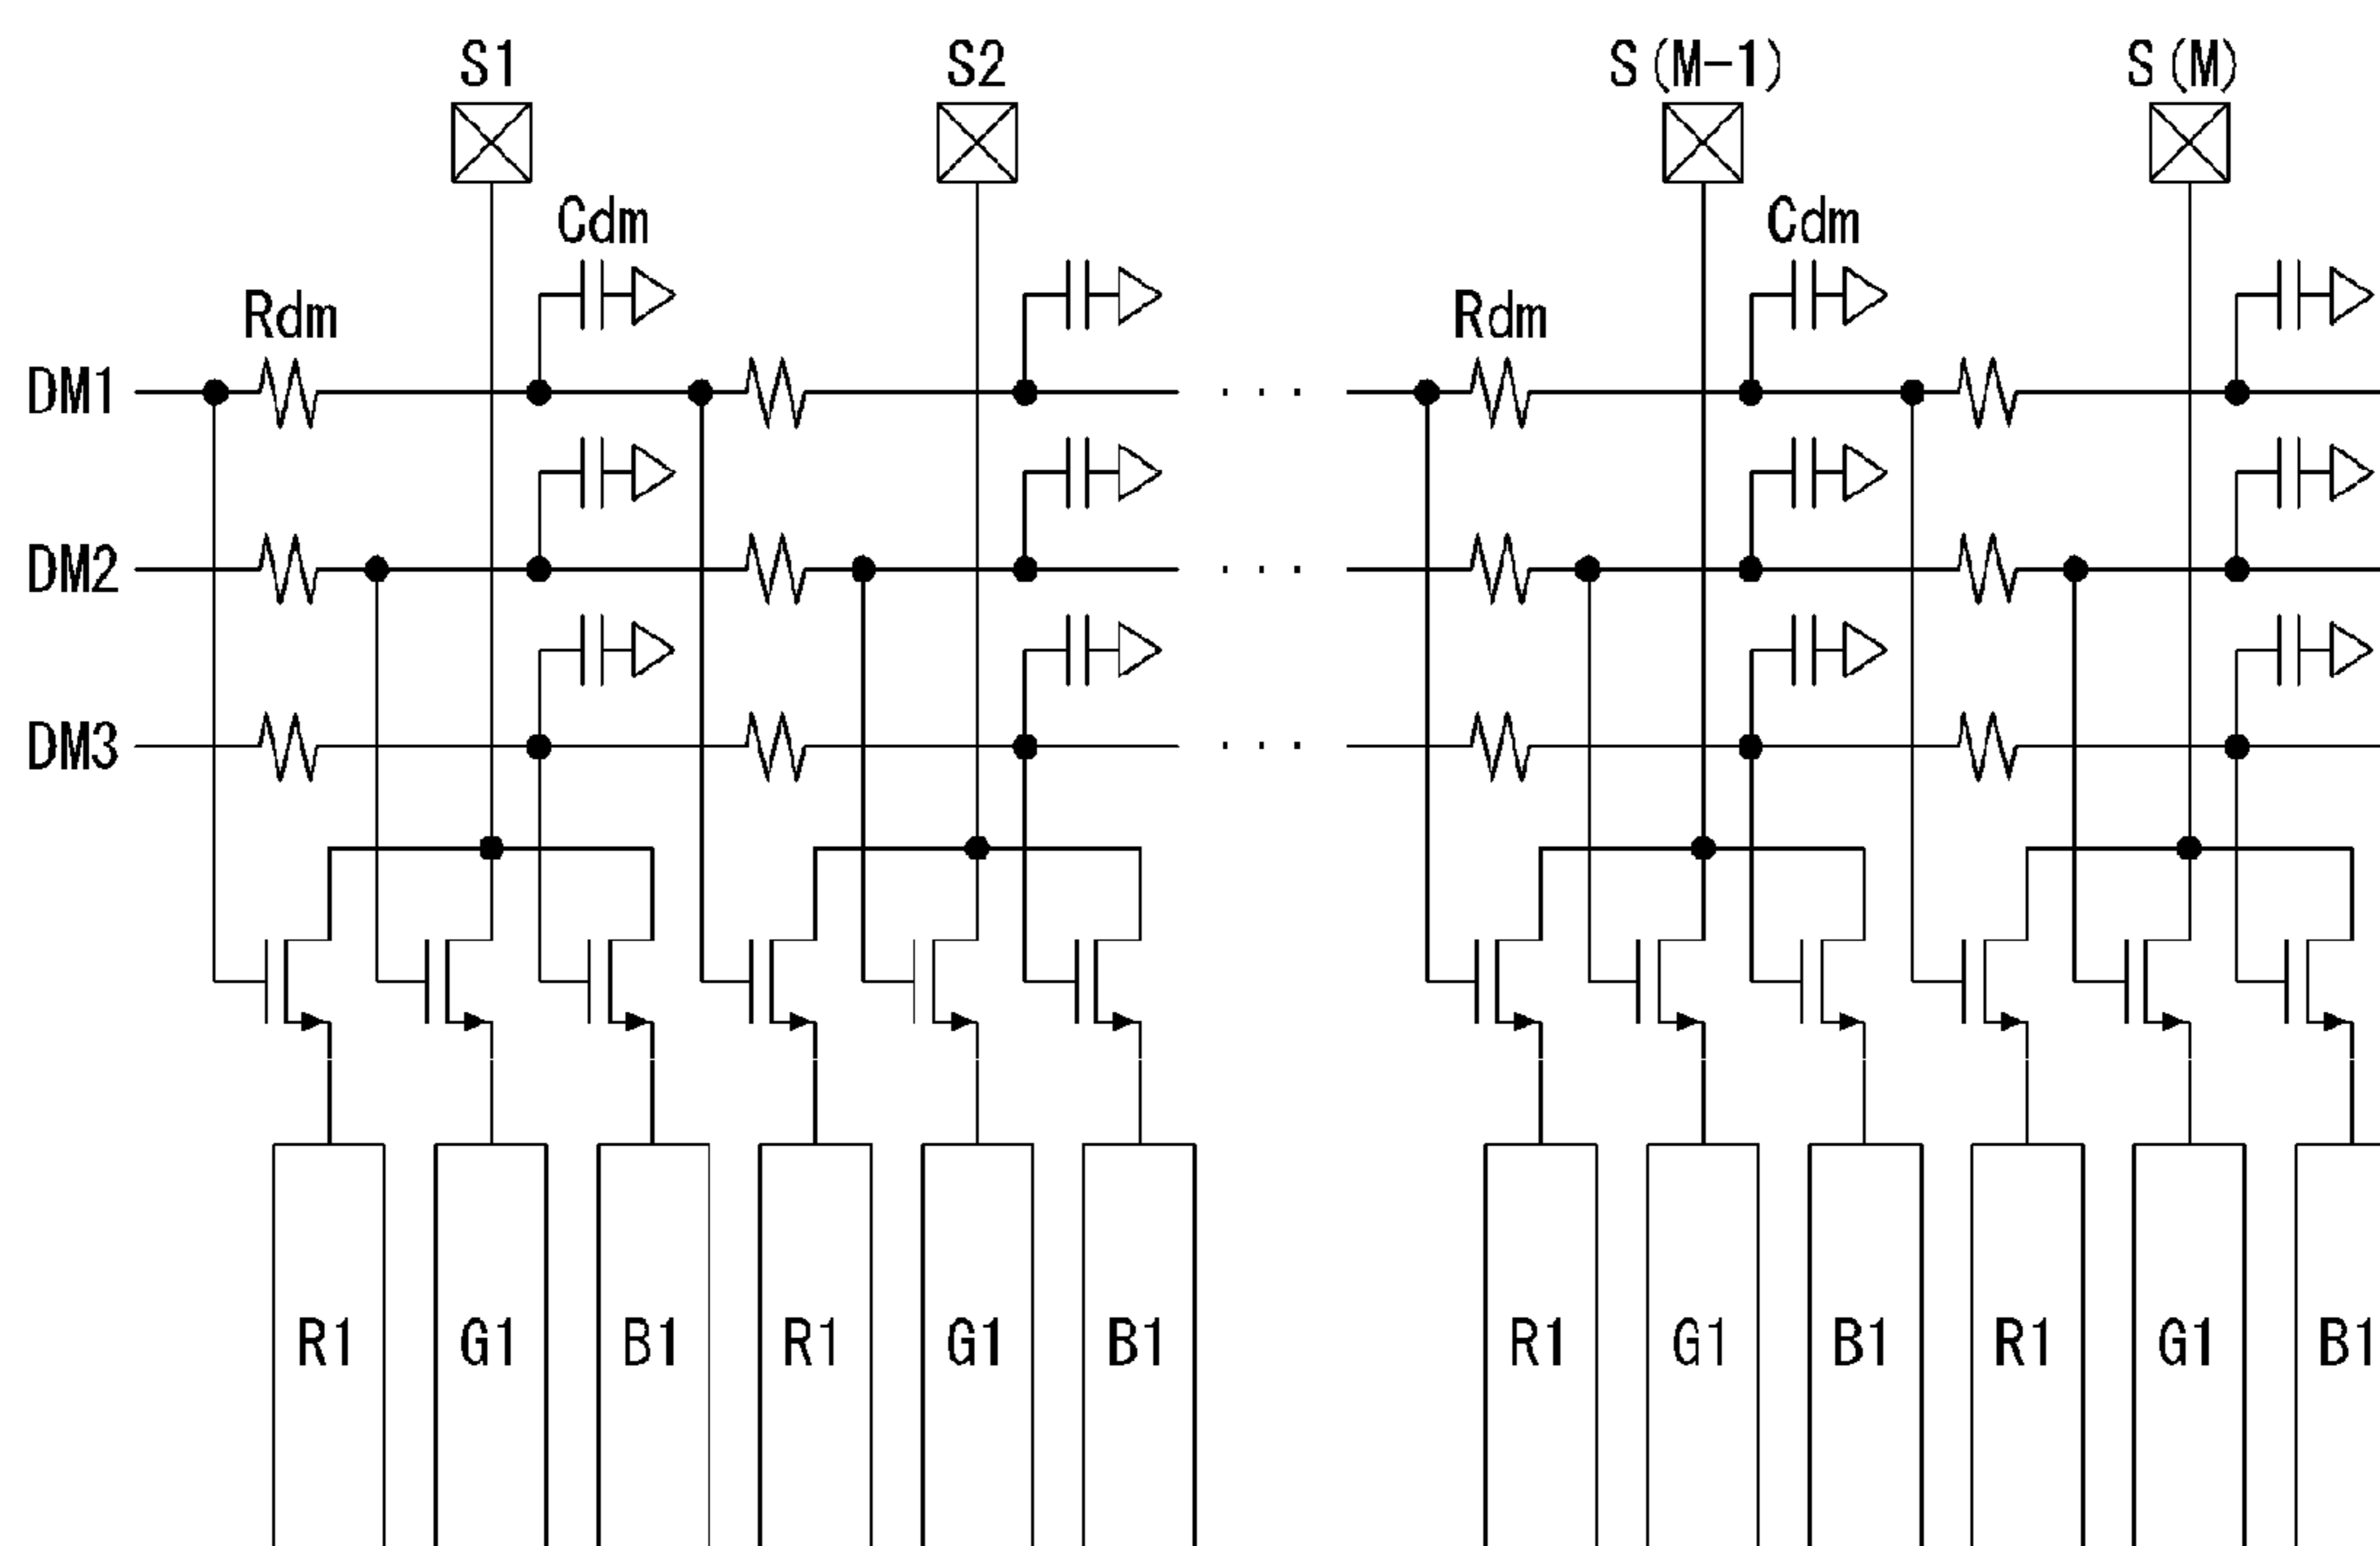 S1 S2 S(M-1) S(M)
Cdm Cdm
Rdm Rdm
DM1 ... 
DM2 ...
DM3 ...
R1 G1 B1 R1 G1 B1 R1 G1 B1 R1 G1 B1